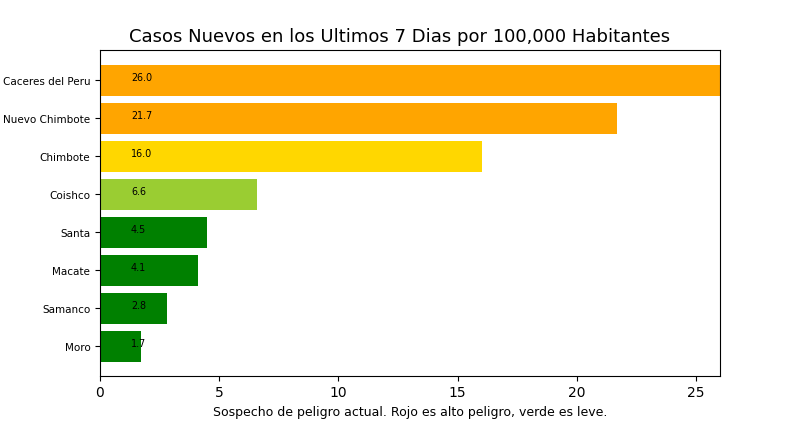 Casos Nuevos en los Ultimos 7 Dias por 100,000 Habitantes
Caceres del Peru 26.0
Nuevo Chimbote 21.7
Chimbote 16.0
Coishco 6.6
Santa 4.5
Macate 4.1
Samanco 2.8
Moro 1.7
0 5 10 15 20 25
Sospecho de peligro actual. Rojo es alto peligro, verde es leve.